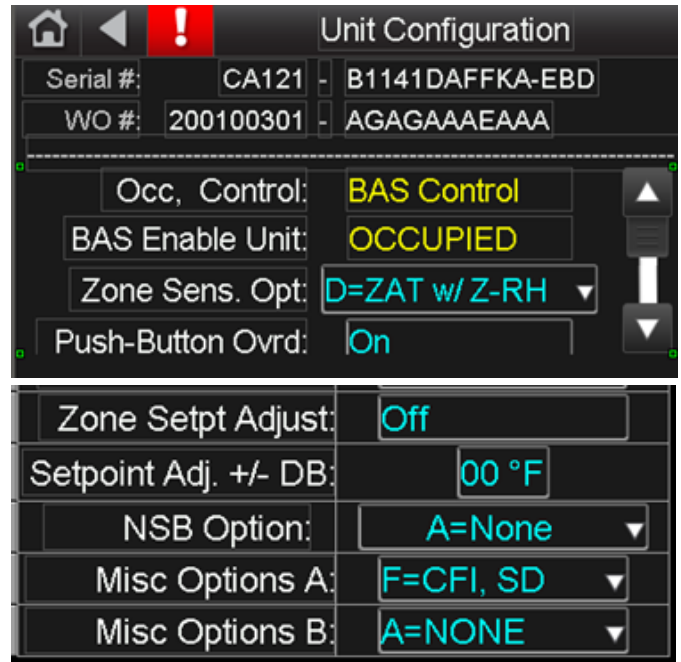 Unit Configuration
Serial #: CA121 - B1141DAFFKA-EBD
WO #: 200100301 - AGAGAAAEAAA
Occ, Control: BAS Control
BAS Enable Unit: OCCUPIED
Zone Sens. Opt: D=ZAT w/ Z-RH
Push-Button Ovrd: On
Zone Setpt Adjust: Off
Setpoint Adj. +/- DB: 00 °F
NSB Option: A=None
Misc Options A: F=CFI, SD
Misc Options B: A=NONE